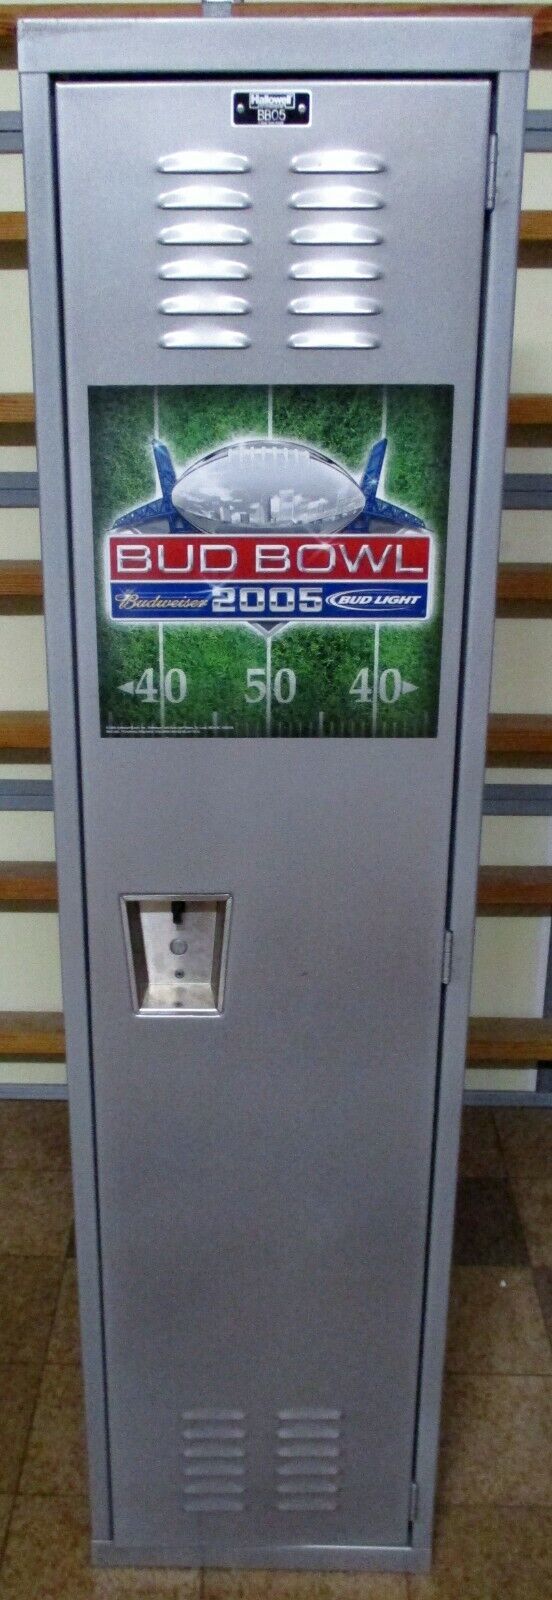 Hallowell
BB05
BUD BOWL
Budweiser 2005 BUD LIGHT
40 50 40